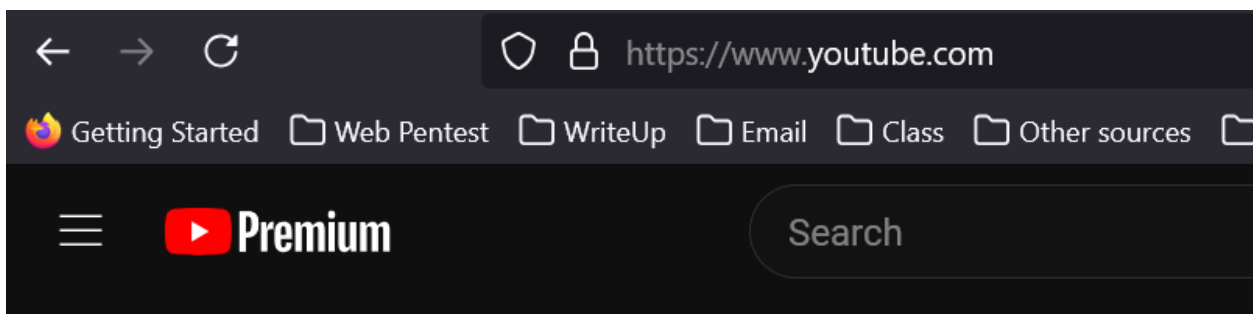 https://www.youtube.com
Getting Started Web Pentest WriteUp Email Class Other sources
Premium Search